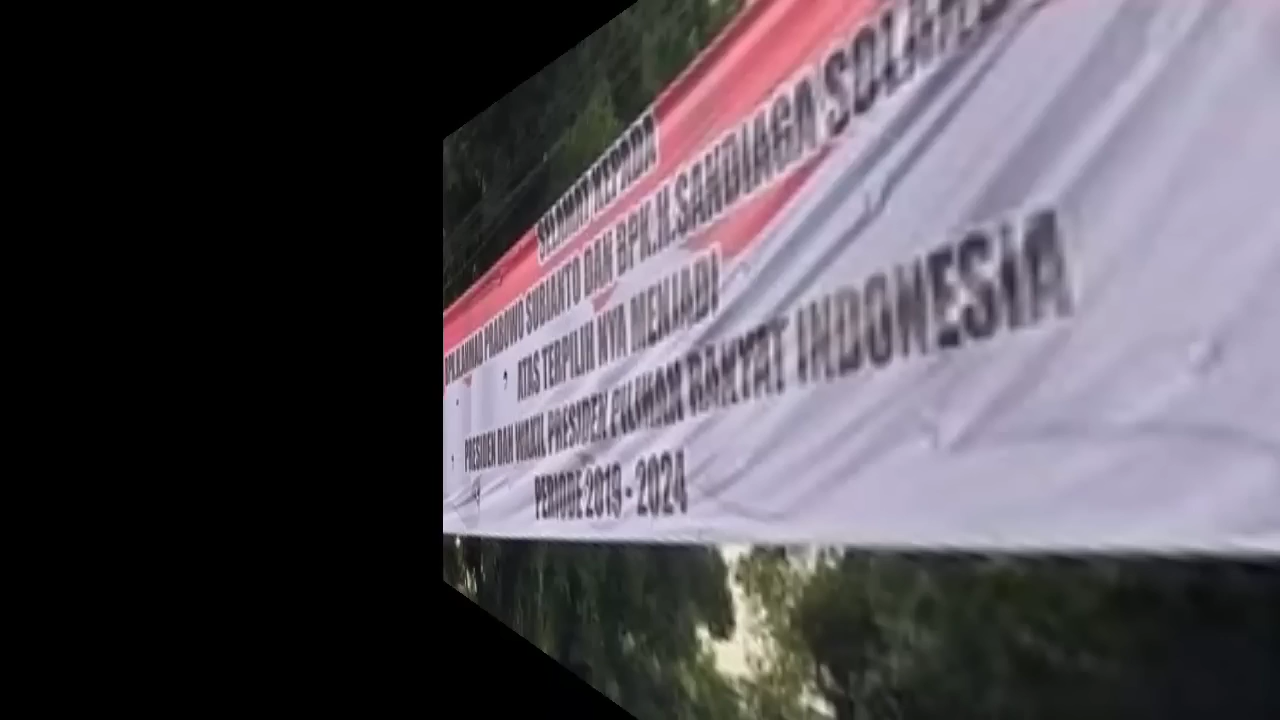 SELAMAT KEPADA
PRABOWO SUBIANTO DAN BPK.H.SANDIAGA
ATAS TERPILIH NYA MENJADI
PRESIDEN DAN WAKIL PRESIDEN PILIHAN RAKYAT INDONESIA
PERIODE 2019 - 2024